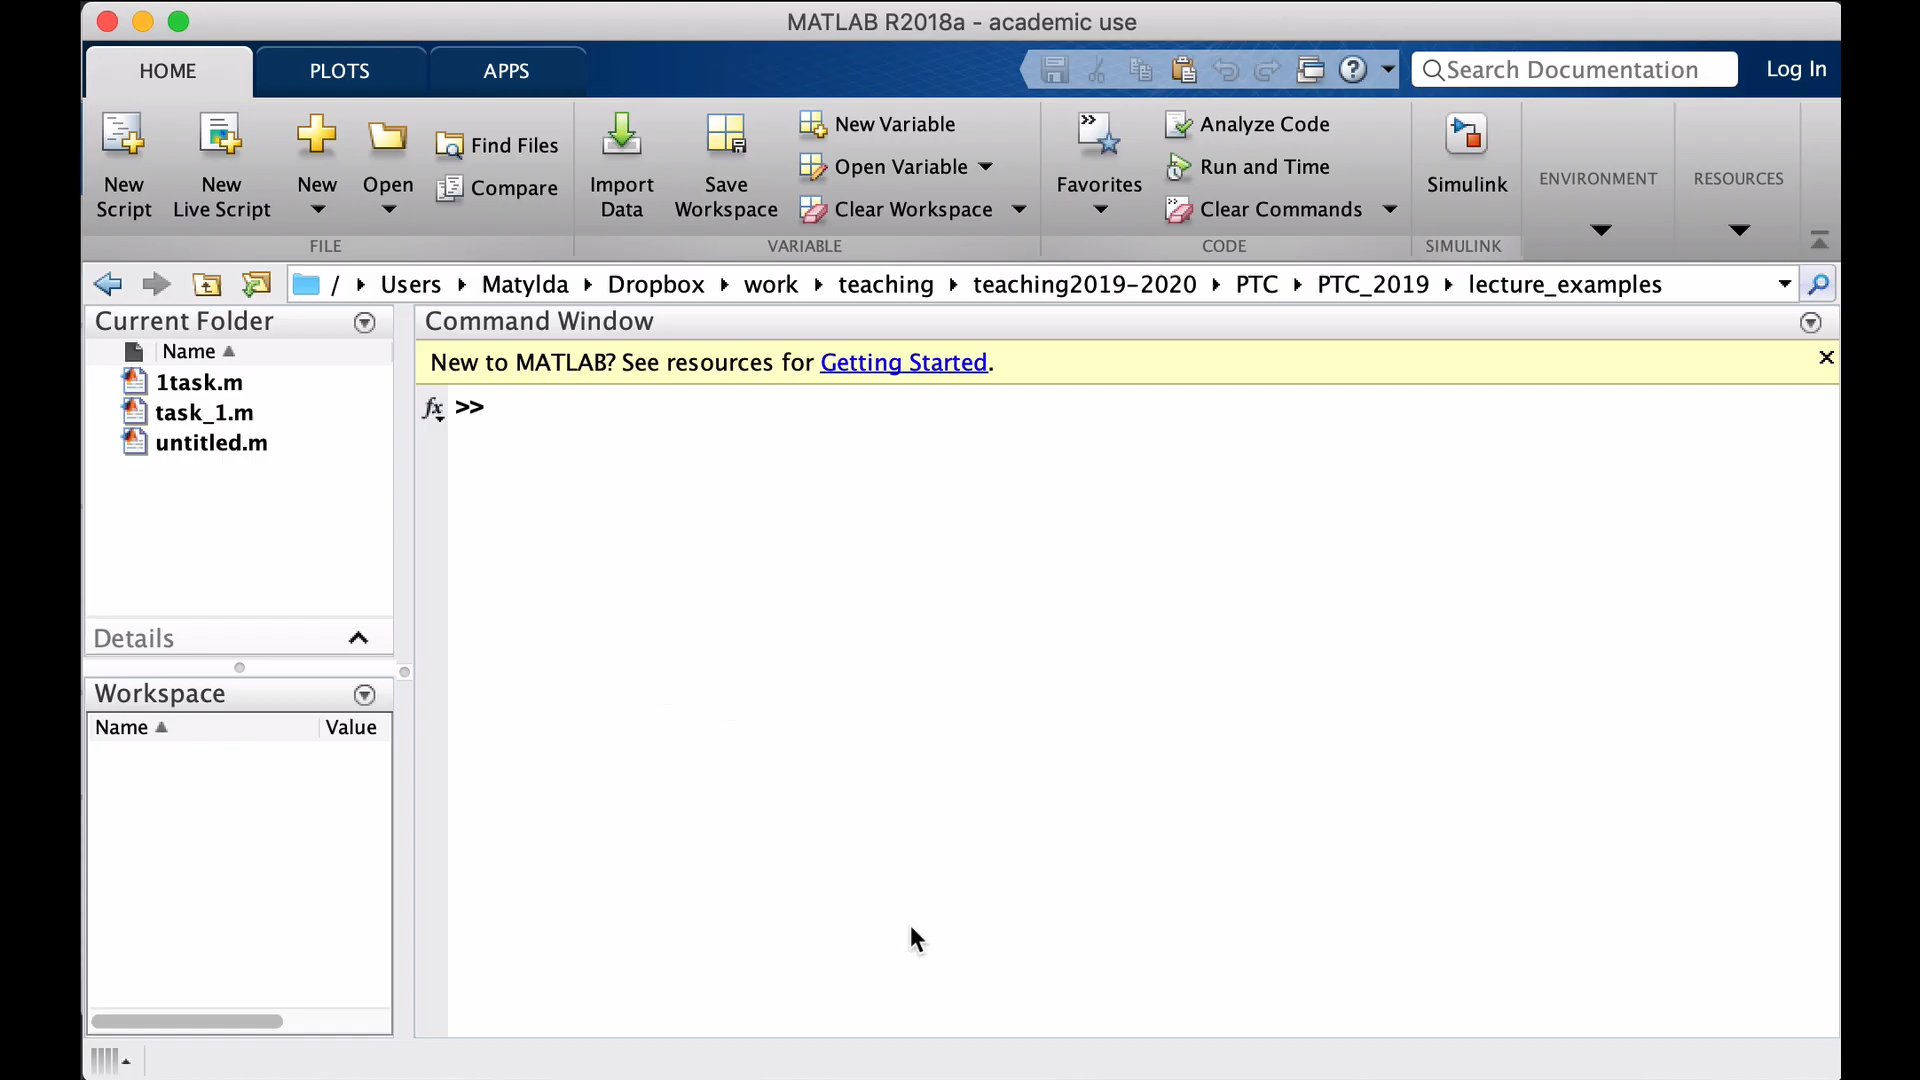 MATLAB R2018a - academic use
HOME PLOTS APPS Search Documentation Log In
New Script
New Live Script
New
Open
Find Files
Compare
FILE
Import Data
Save Workspace
New Variable
Open Variable
Clear Workspace
VARIABLE
Favorites
Analyze Code
Run and Time
Clear Commands
CODE
Simulink
SIMULINK
ENVIRONMENT
RESOURCES
/ Users Matylda Dropbox work teaching teaching2019-2020 PTC PTC_2019 lecture_examples
Current Folder
Name
1task.m
task_1.m
untitled.m
Details
Workspace
Name Value
Command Window
New to MATLAB? See resources for Getting Started.
fx >>